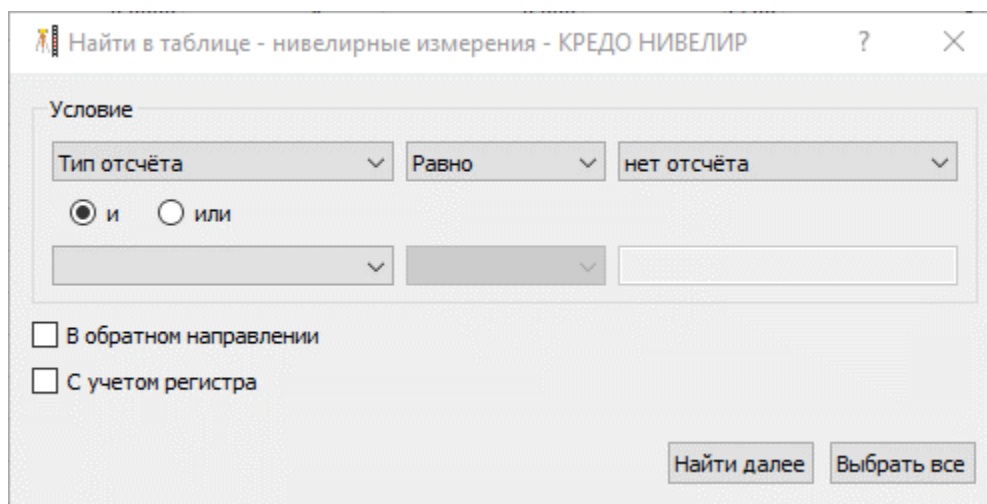 Найти в таблице - нивелирные измерения - КРЕДО НИВЕЛИР ?
Условие
Тип отсчёта Равно нет отсчёта
и или
В обратном направлении
С учетом регистра
Найти далее Выбрать все